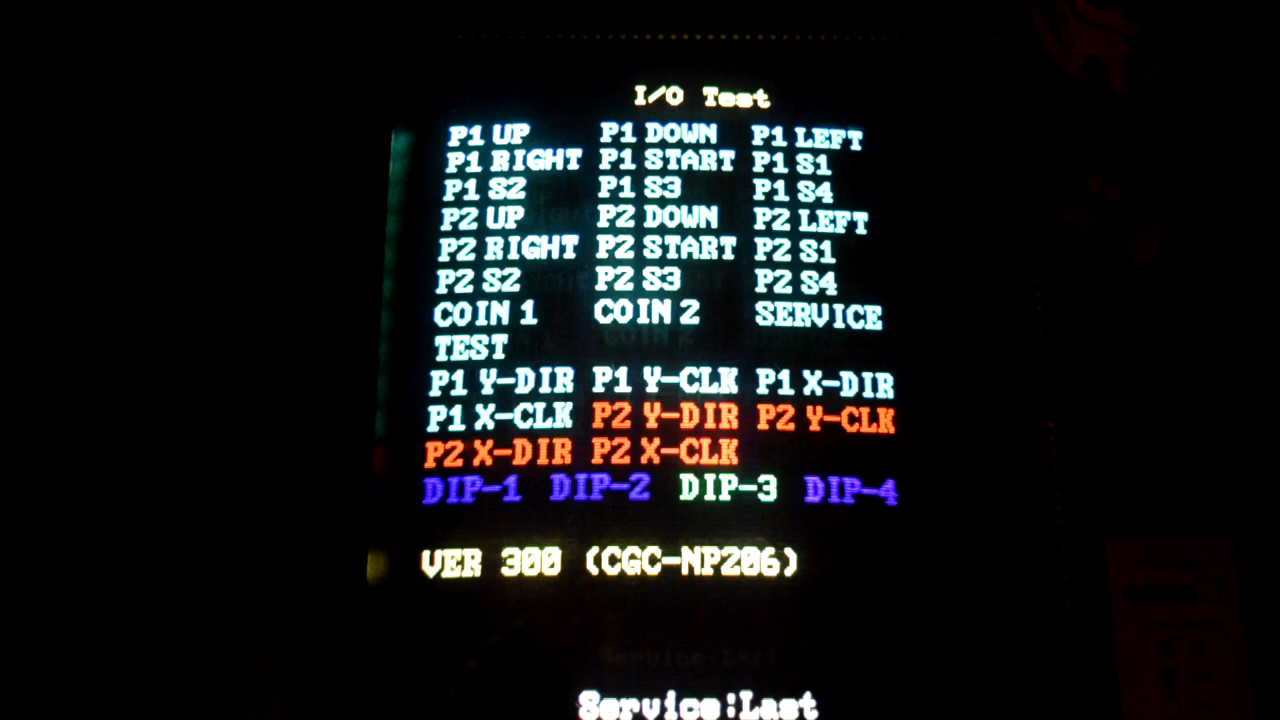 I/O Test
P1 UP P1 DOWN P1 LEFT
P1 RIGHT P1 START P1 S1
P1 S2 P1 S3 P1 S4
P2 UP P2 DOWN P2 LEFT
P2 RIGHT P2 START P2 S1
P2 S2 P2 S3 P2 S4
COIN 1 COIN 2 SERVICE
TEST
P1 Y-DIR P1 Y-CLK P1 X-DIR
P1 X-CLK P2 Y-DIR P2 Y-CLK
P2 X-DIR P2 X-CLK
DIP-1 DIP-2 DIP-3 DIP-4
VER 300 (CGC-NP206)
Service:Last